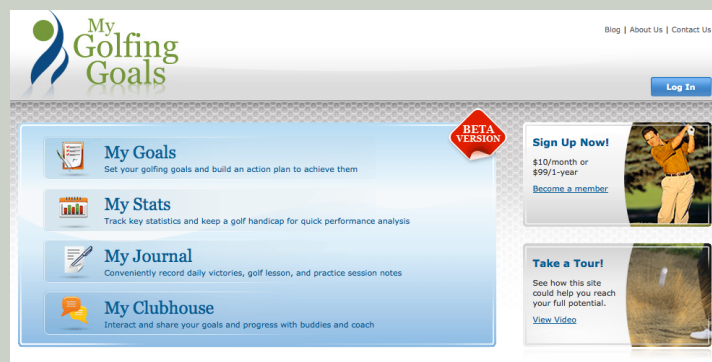 My
Golfing
Goals
Blog | About Us | Contact Us
Log In
BETA
VERSION
My Goals
Set your golfing goals and build an action plan to achieve them
My Stats
Track key statistics and keep a golf handicap for quick performance analysis
My Journal
Conveniently record daily victories, golf lesson, and practice session notes
My Clubhouse
Interact and share your goals and progress with buddies and coach
Sign Up Now!
$10/month or
$99/1-year
Become a member
Take a Tour!
See how this site
could help you reach
your full potential.
View Video